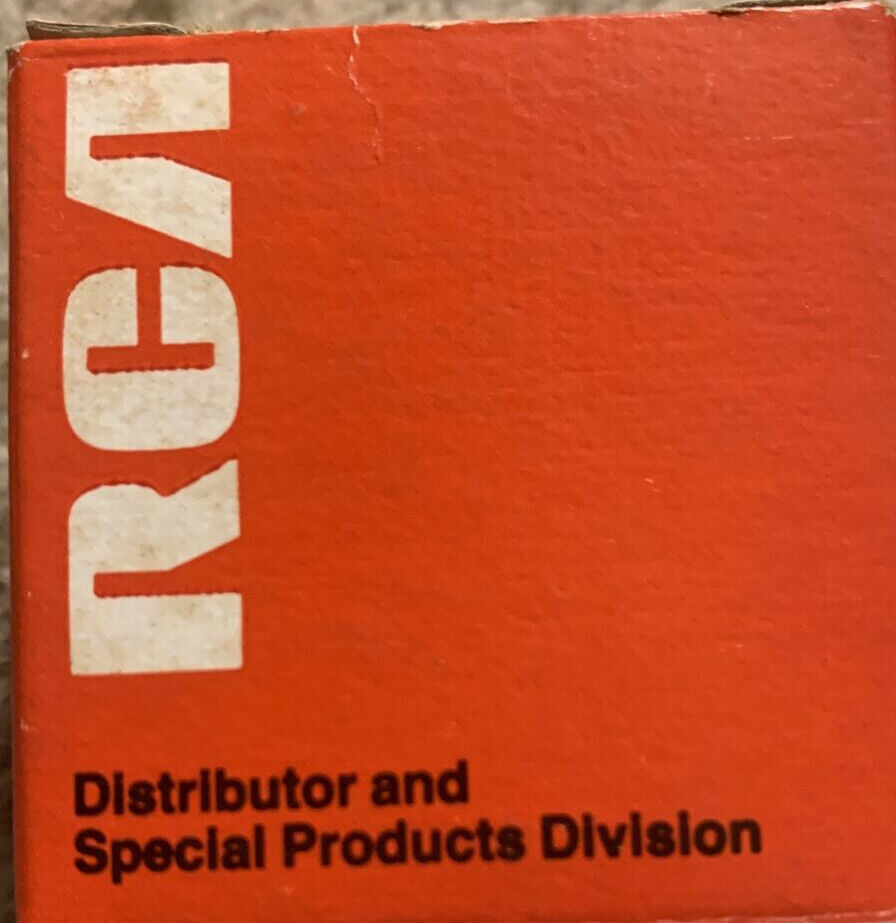 RCA
Distributor and
Special Products Division